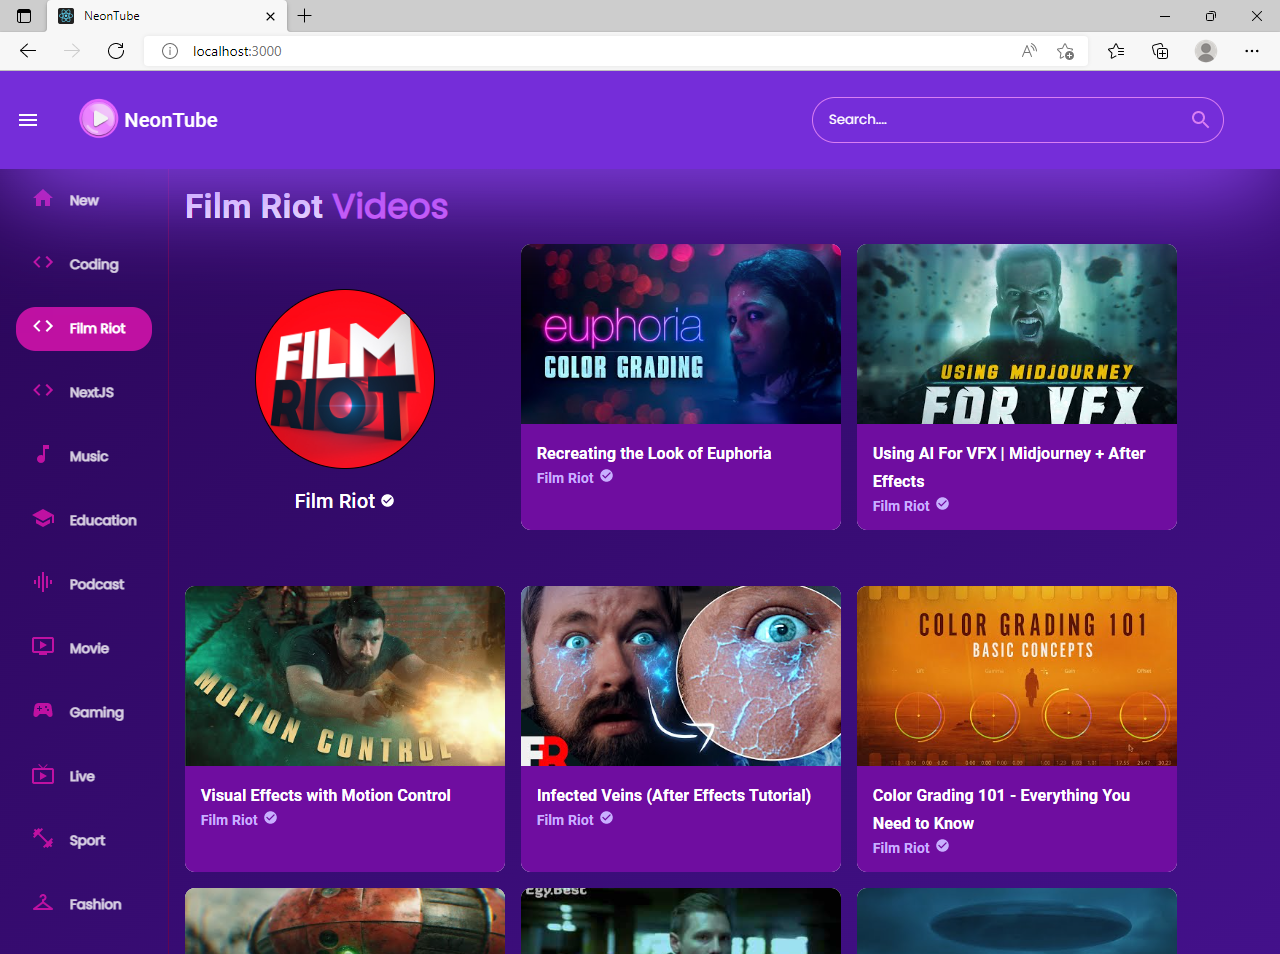 NeonTube
localhost:3000
NeonTube
Search....
New
Coding
Film Riot
NextJS
Music
Education
Podcast
Movie
Gaming
Live
Sport
Fashion
Film Riot Videos
FILM
RIOT
Film Riot
euphoria
COLOR GRADING
Recreating the Look of Euphoria
Film Riot
USING MIDJOURNEY
FOR VFX
Using AI For VFX | Midjourney + After
Effects
Film Riot
MOTION CONTROL
Visual Effects with Motion Control
Film Riot
FR
Infected Veins (After Effects Tutorial)
Film Riot
COLOR GRADING 101
BASIC CONCEPTS
Lift Gamma Gain Offset
Color Grading 101 - Everything You
Need to Know
Film Riot
Egy.Best